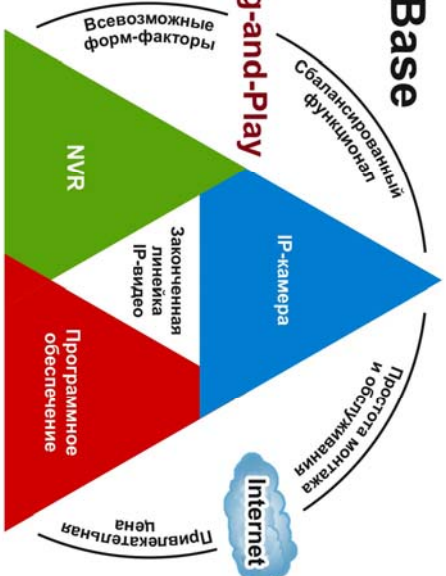 Base
Сбалансированный
функционал
Простота монтажа
и обслуживания
g-and-Play
IP-камера
Internet
Всевозможные
форм-факторы
Законченная
линейка
IP-видео
Привлекательная
цена
NVR
Программное
обеспечение